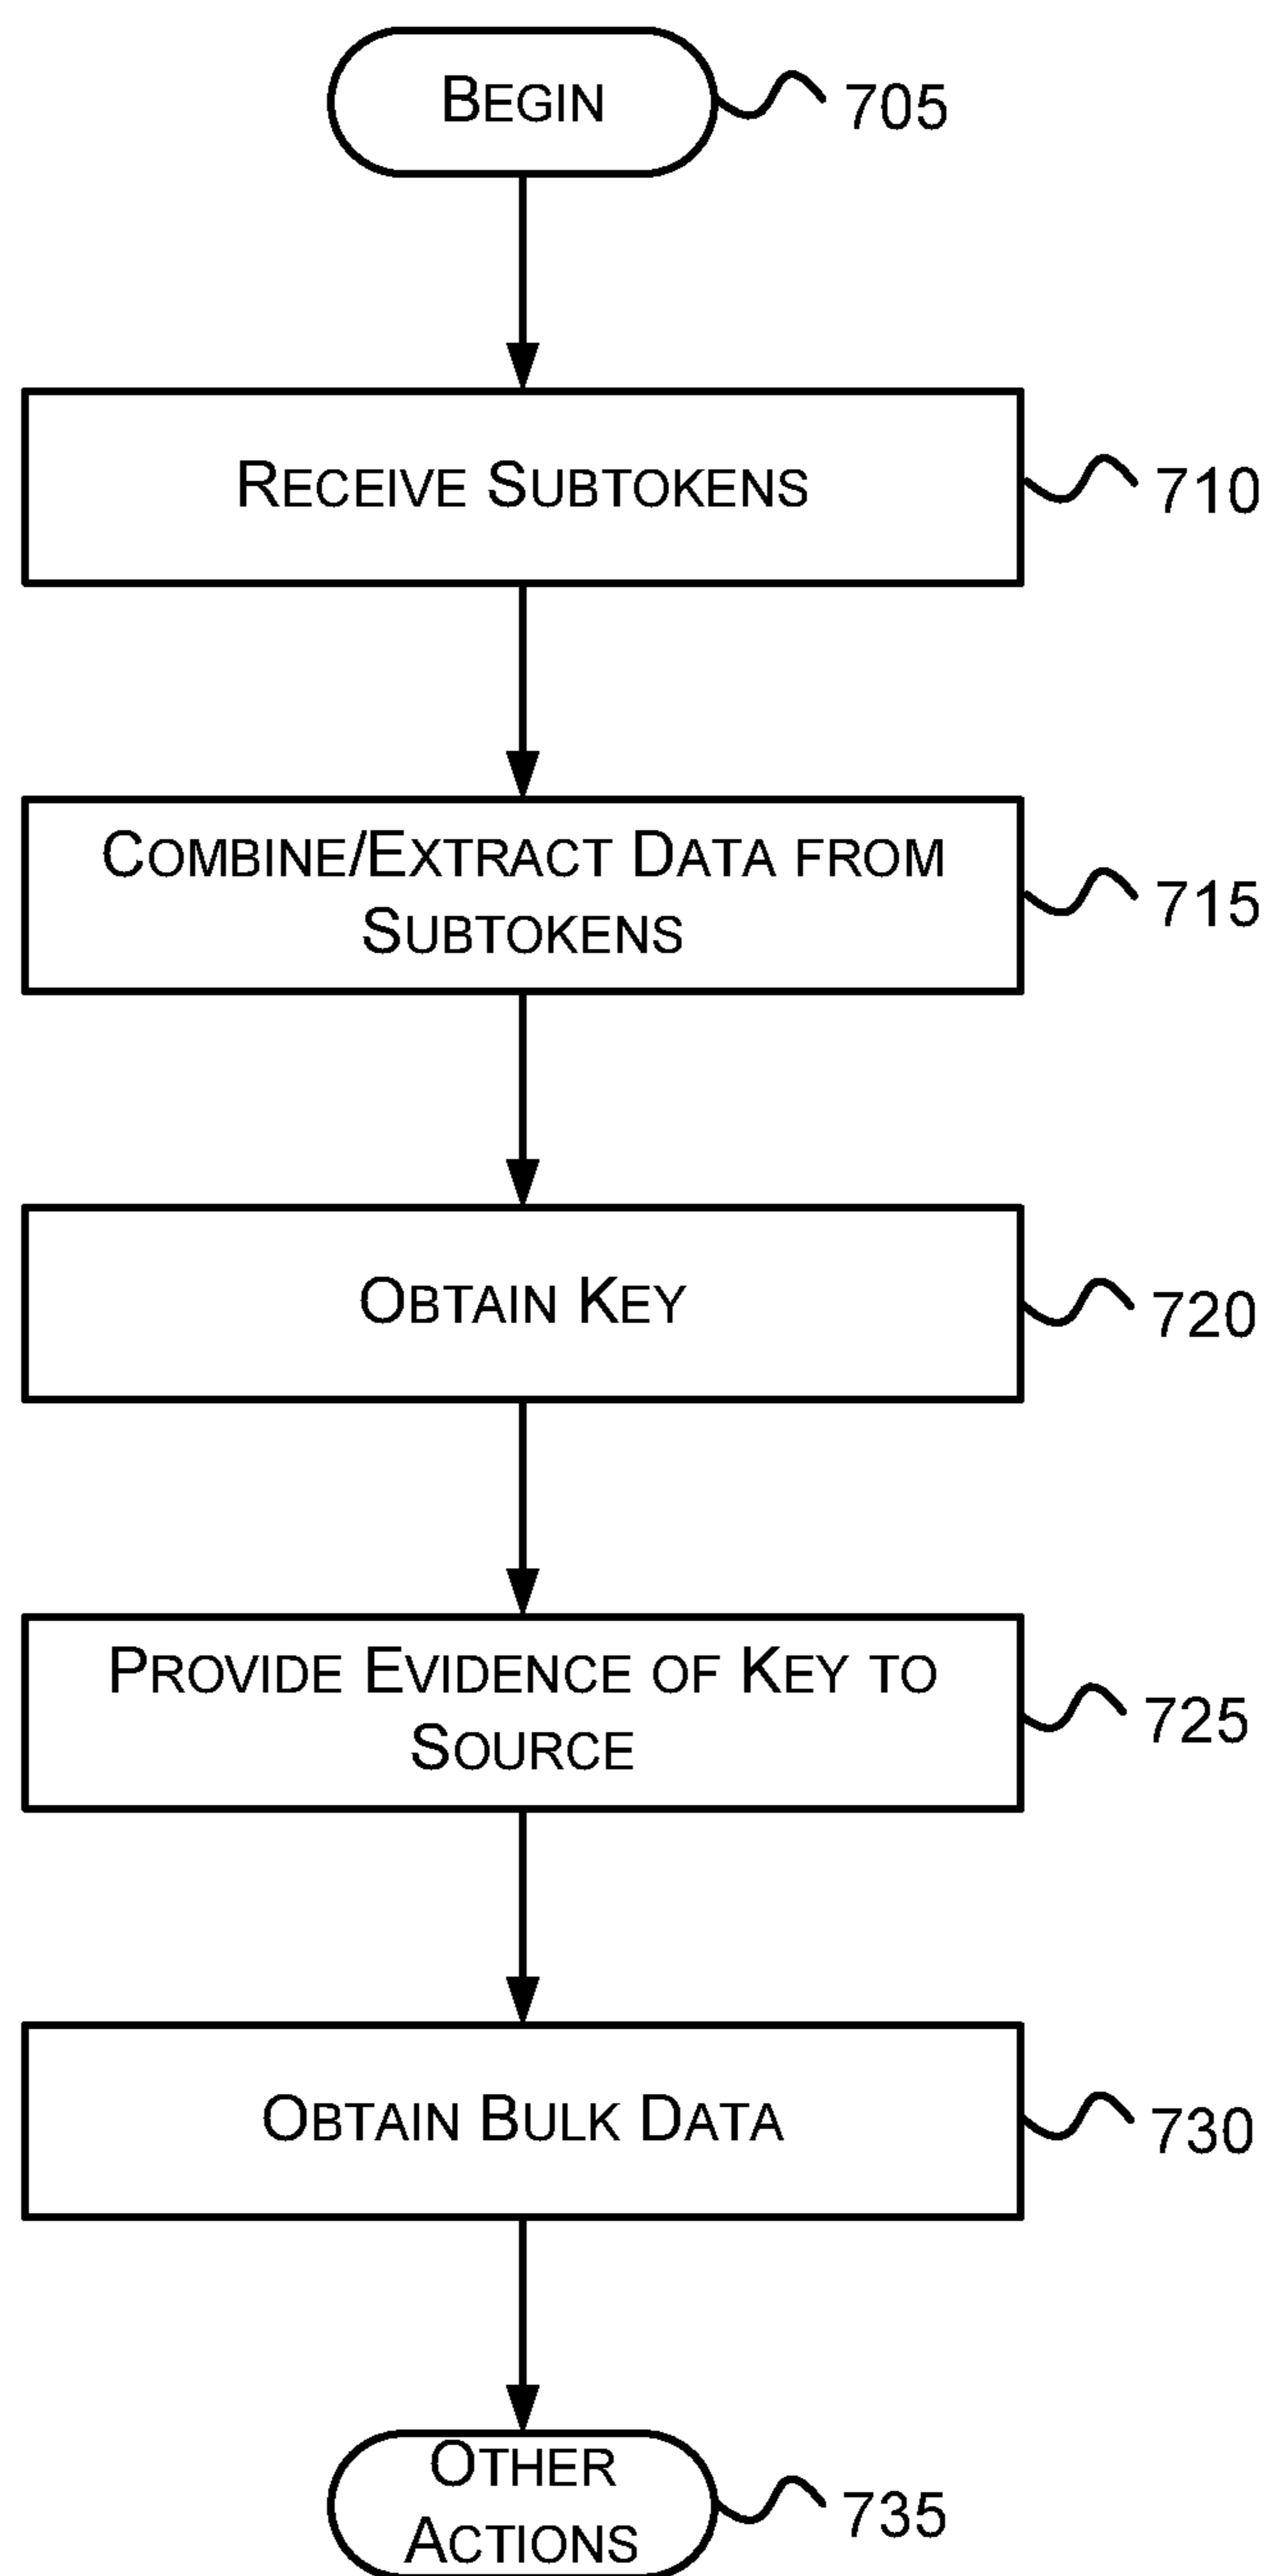 BEGIN
705
RECEIVE SUBTOKENS
710
COMBINE/EXTRACT DATA FROM
SUBTOKENS
715
OBTAIN KEY
720
PROVIDE EVIDENCE OF KEY TO
SOURCE
725
OBTAIN BULK DATA
730
OTHER
ACTIONS
735